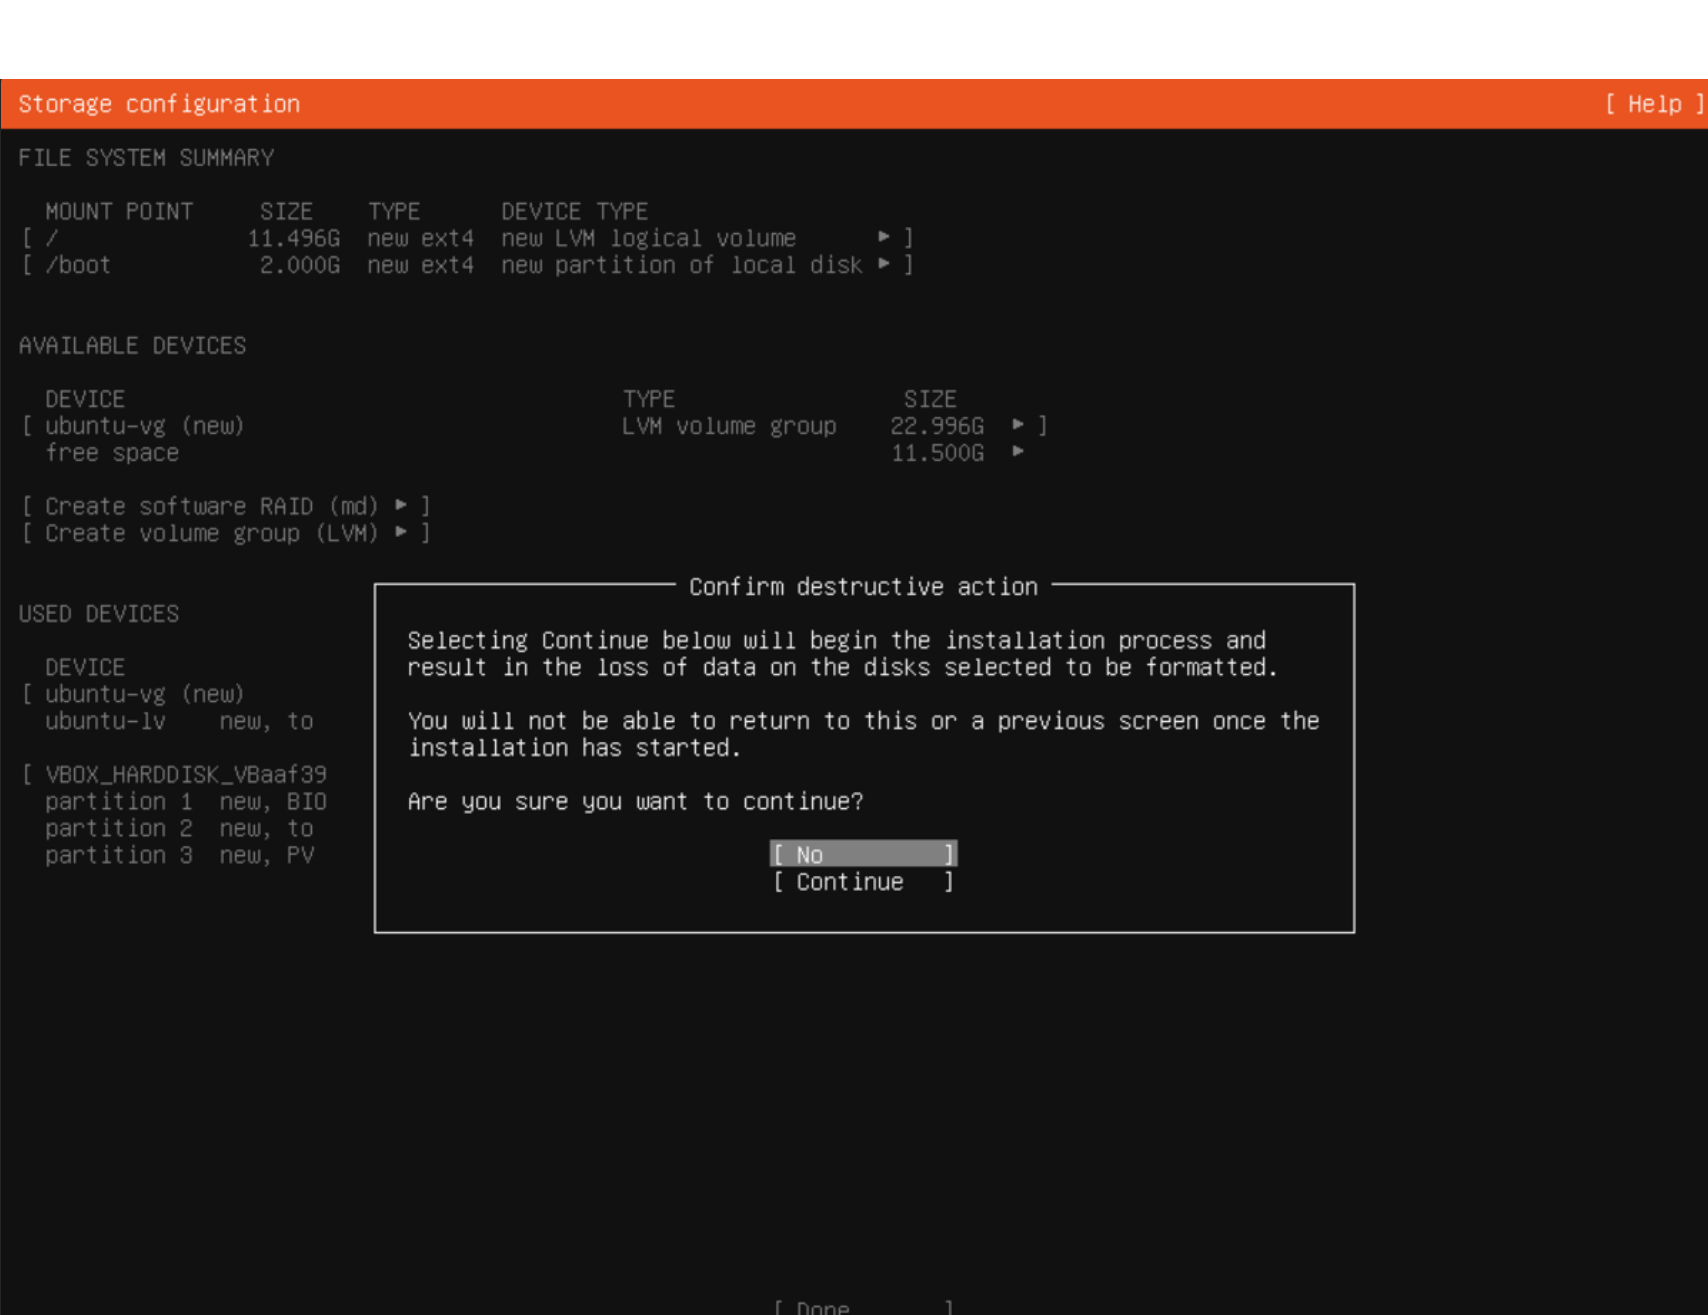 Storage configuration [ Help ]
FILE SYSTEM SUMMARY
MOUNT POINT SIZE TYPE DEVICE TYPE
[ / 11.496G new ext4 new LVM logical volume ▸ ]
[ /boot 2.000G new ext4 new partition of local disk ▸ ]
AVAILABLE DEVICES
DEVICE TYPE SIZE
[ ubuntu-vg (new) LVM volume group 22.996G ▸ ]
free space 11.500G ▸
[ Create software RAID (md) ▸ ]
[ Create volume group (LVM) ▸ ]
USED DEVICES
DEVICE
[ ubuntu-vg (new)
ubuntu-lv new, to
[ VBOX_HARDDISK_VBaaf39
partition 1 new, BIO
partition 2 new, to
partition 3 new, PV
Confirm destructive action
Selecting Continue below will begin the installation process and
result in the loss of data on the disks selected to be formatted.
You will not be able to return to this or a previous screen once the
installation has started.
Are you sure you want to continue?
[ No ]
[ Continue ]
[ Done ]